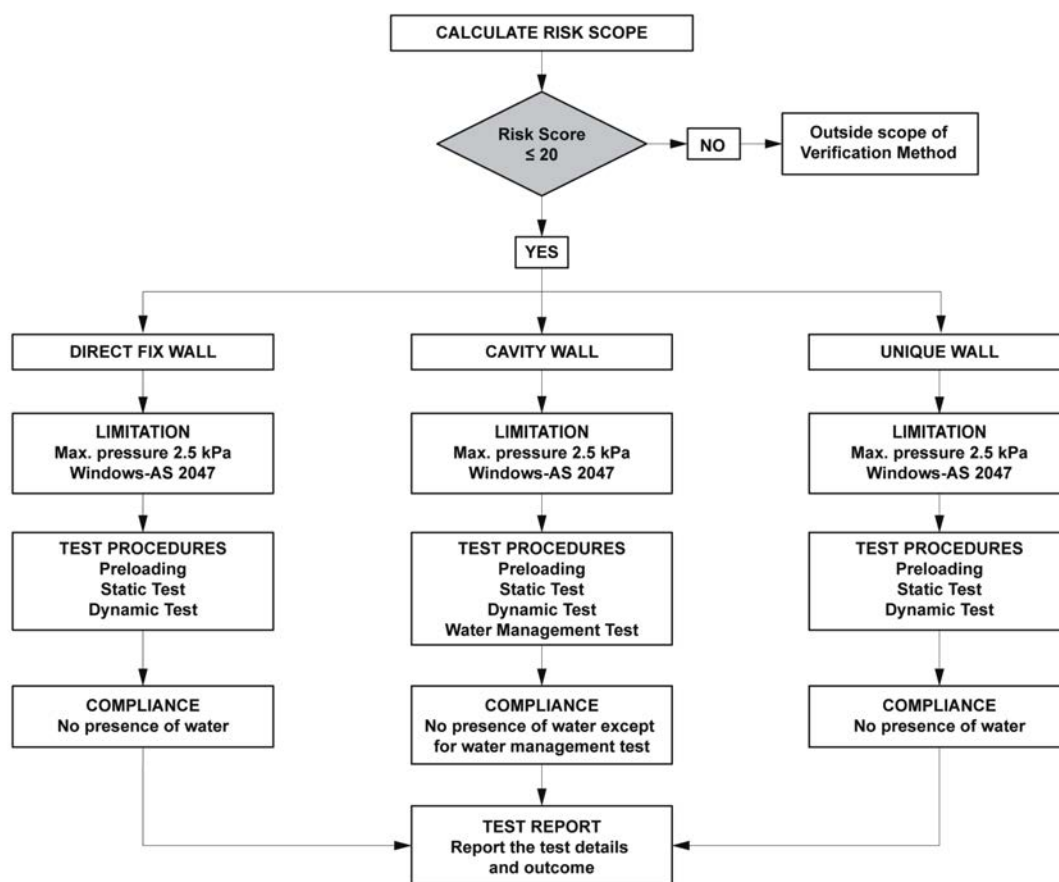 CALCULATE RISK SCOPE
Risk Score
≤ 20
NO
Outside scope of
Verification Method
YES
DIRECT FIX WALL
CAVITY WALL
UNIQUE WALL
LIMITATION
Max. pressure 2.5 kPa
Windows-AS 2047
LIMITATION
Max. pressure 2.5 kPa
Windows-AS 2047
LIMITATION
Max. pressure 2.5 kPa
Windows-AS 2047
TEST PROCEDURES
Preloading
Static Test
Dynamic Test
TEST PROCEDURES
Preloading
Static Test
Dynamic Test
Water Management Test
TEST PROCEDURES
Preloading
Static Test
Dynamic Test
COMPLIANCE
No presence of water
COMPLIANCE
No presence of water except
for water management test
COMPLIANCE
No presence of water
TEST REPORT
Report the test details
and outcome